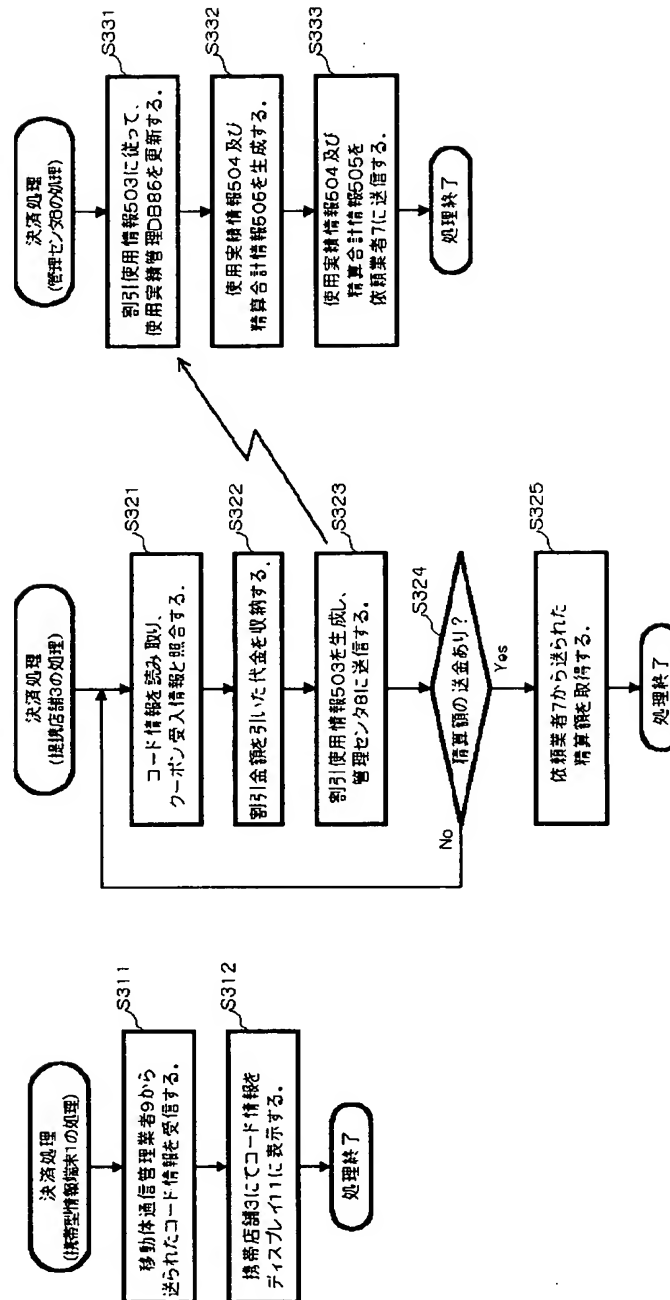 決済処理
(携帯型情報端末1の処理)
S311
移動体通信管理業者9から
送られたコード情報を受信する。
S312
携帯店舗3にてコード情報を
ディスプレイ11に表示する。
処理終了
決済処理
(提携店舗3の処理)
S321
コード情報を読み取り、
クーポン受入情報と照合する。
S322
割引金額を引いた代金を収納する。
S323
割引使用情報503を生成し、
管理センタ8に送信する。
S324
精算額の送金あり?
No
Yes
S325
依頼業者7から送られた
精算額を取得する。
処理終了
決済処理
(管理センタ8の処理)
S331
割引使用情報503に従って、
使用実績管理DB86を更新する。
S332
使用実績情報504及び
精算合計情報505を生成する。
S333
使用実績情報504及び
精算合計情報505を
依頼業者7に送信する。
処理終了